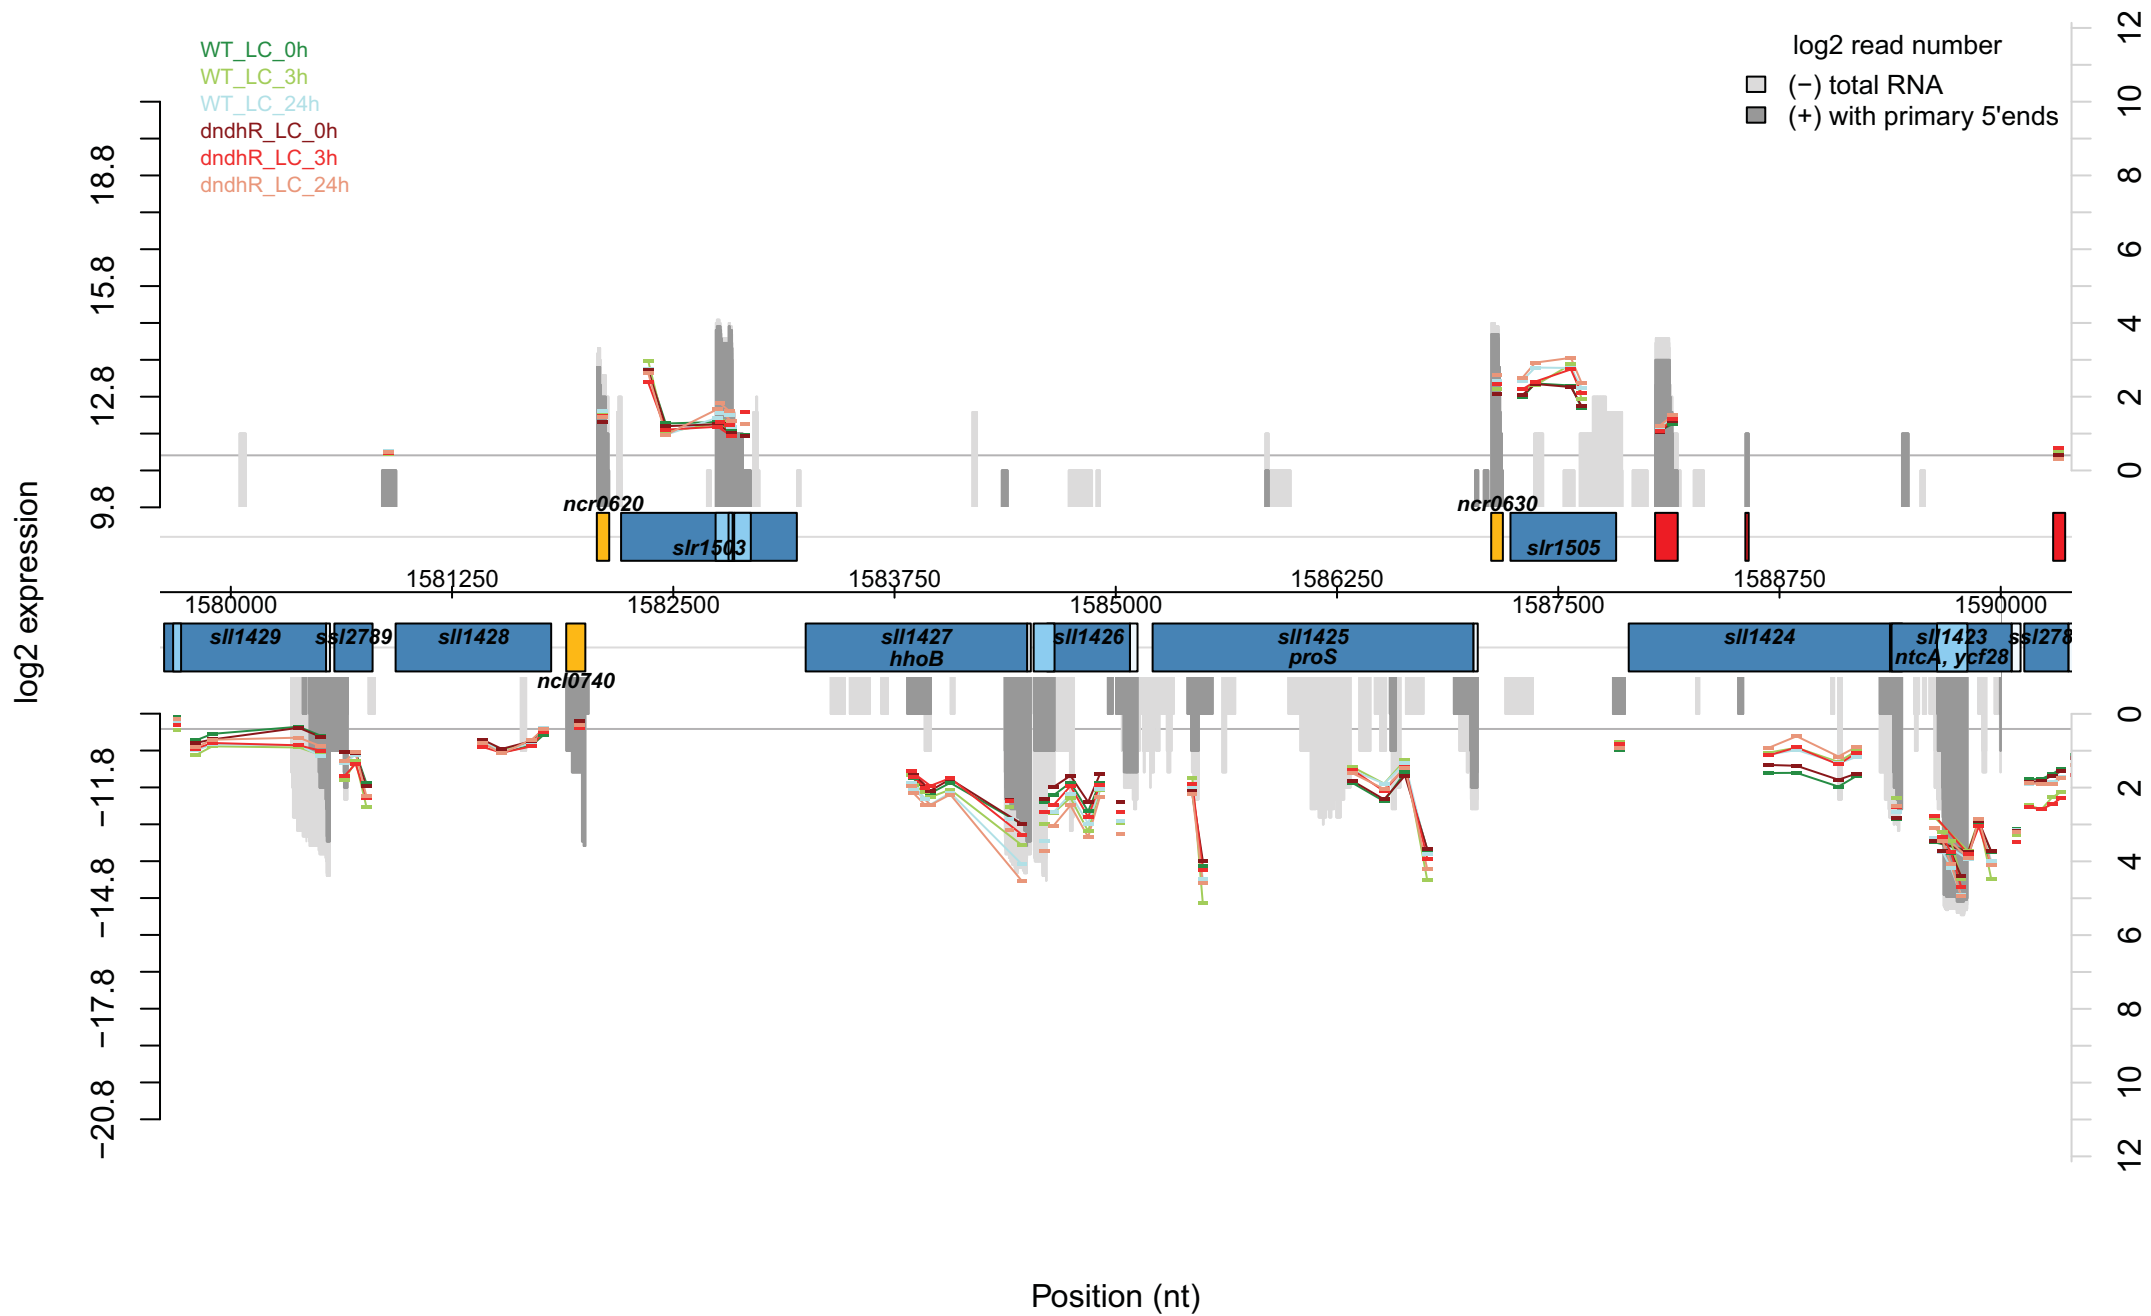 WT_LC_0h
WT_LC_3h
WT_LC_24h
dndhR_LC_0h
dndhR_LC_3h
dndhR_LC_24h
log2 read number
(−) total RNA
(+) with primary 5'ends
12
10
8
6
4
2
0
18.8
15.8
12.8
9.8
log2 expression
ncr0620
ncr0630
slr1503
slr1505
1581250
1583750
1586250
1588750
1580000
1582500
1585000
1587500
1590000
sll1429
ssl2789
sll1428
sll1427
hhoB
sll1426
sll1425
proS
sll1424
sll1423
ntcA, ycf28
ssl278
ncl0740
−11.8
−14.8
−17.8
−20.8
0
2
4
6
8
10
12
Position (nt)